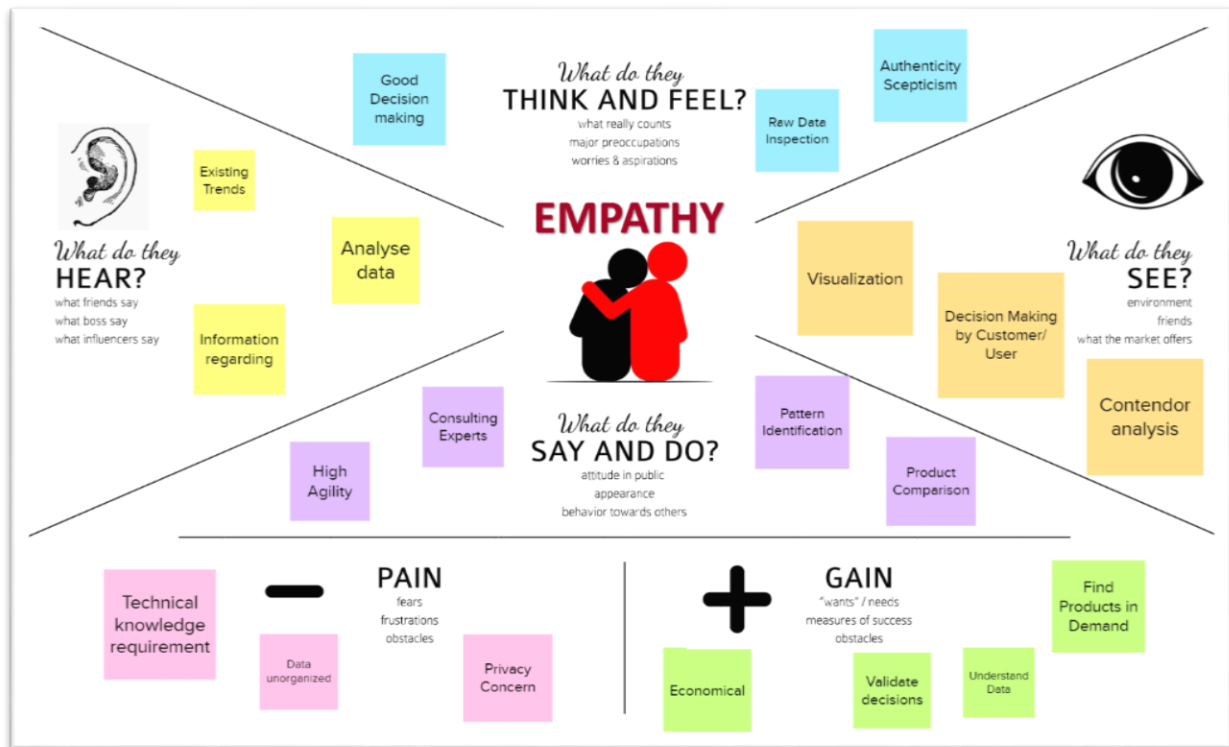 What do they
THINK AND FEEL?
what really counts
major preoccupations
worries & aspirations
Good
Decision
making
Raw Data
Inspection
Authenticity
Scepticism
What do they
HEAR?
what friends say
what boss say
what influencers say
Existing
Trends
Analyse
data
Information
regarding
EMPATHY
What do they
SEE?
environment
friends
what the market offers
Visualization
Decision Making
by Customer/
User
Contendor
analysis
What do they
SAY AND DO?
attitude in public
appearance
behavior towards others
High
Agility
Consulting
Experts
Pattern
Identification
Product
Comparison
PAIN
fears
frustrations
obstacles
Technical
knowledge
requirement
Data
unorganized
Privacy
Concern
GAIN
"wants" / needs
measures of success
obstacles
Economical
Validate
decisions
Understand
Data
Find
Products in
Demand